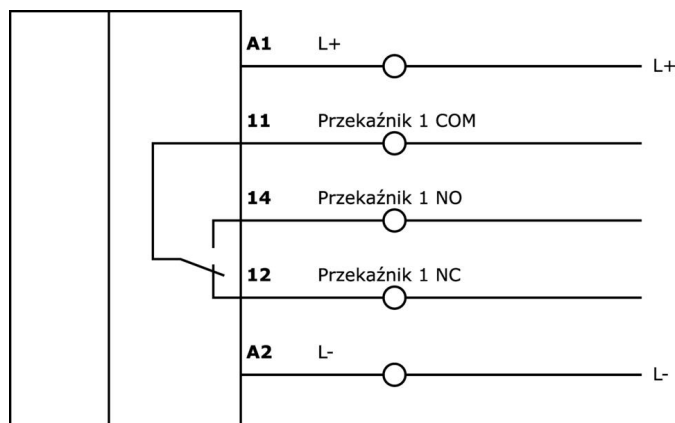 A1 L+
L+
11 Przekaźnik 1 COM
14 Przekaźnik 1 NO
12 Przekaźnik 1 NC
A2 L-
L-